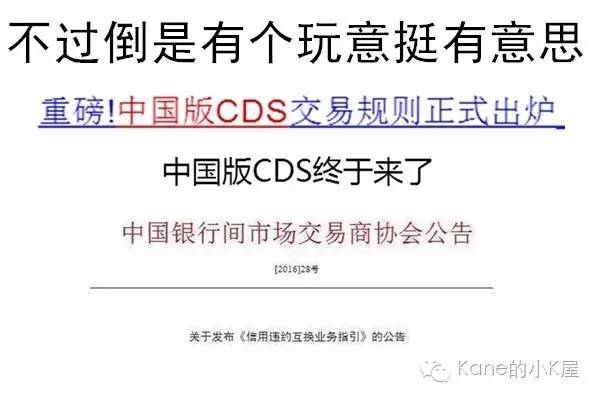 不过倒是有个玩意挺有意思
重磅!中国版CDS交易规则正式出炉
中国版CDS终于来了
中国银行间市场交易商协会公告
[2016]28号
关于发布《信用违约互换业务指引》的公告
Kane的小K屋